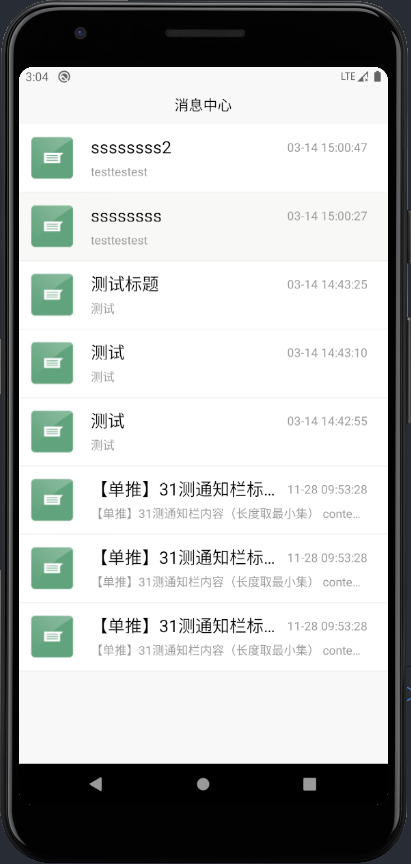 3:04
LTE
消息中心
ssssssss2
03-14 15:00:47
testtestest
ssssssss
03-14 15:00:27
testtestest
测试标题
03-14 14:43:25
测试
测试
03-14 14:43:10
测试
测试
03-14 14:42:55
测试
【单推】31测通知栏标...
11-28 09:53:28
【单推】31测通知栏内容（长度取最小集） conte...
【单推】31测通知栏标...
11-28 09:53:28
【单推】31测通知栏内容（长度取最小集） conte...
【单推】31测通知栏标...
11-28 09:53:28
【单推】31测通知栏内容（长度取最小集） conte...